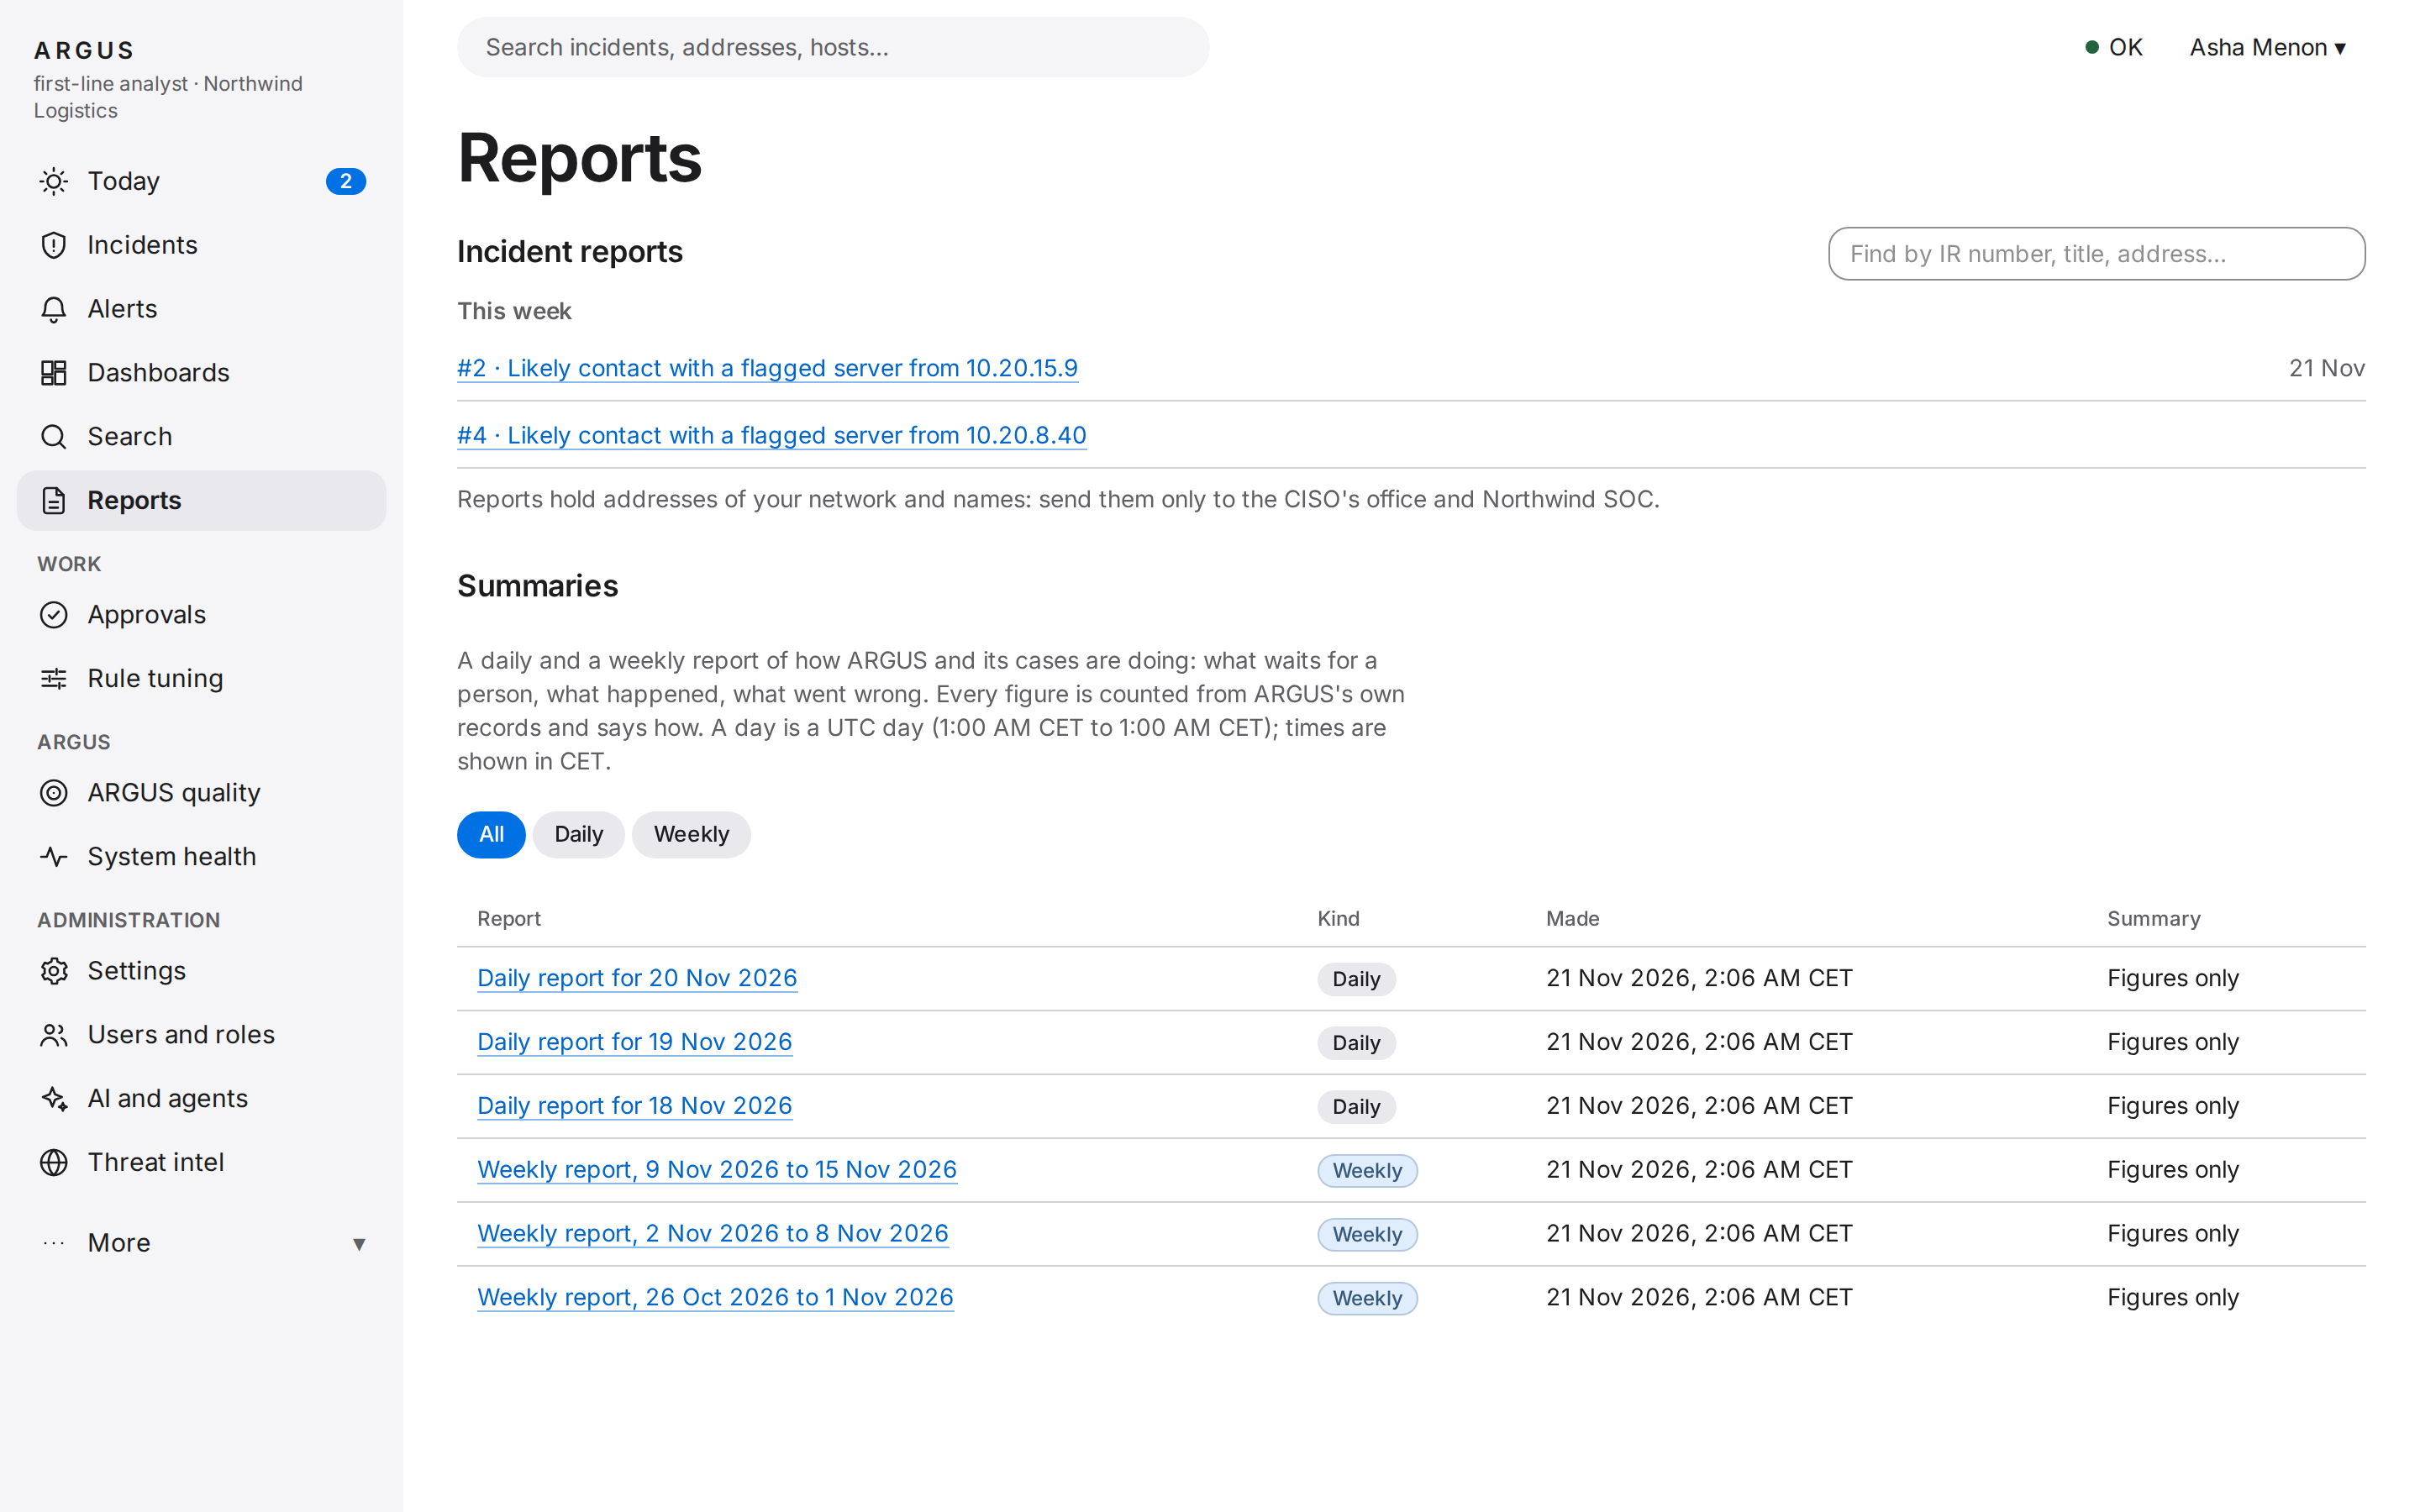 ARGUS
first-line analyst · Northwind
Logistics
Today 2
Incidents
Alerts
Dashboards
Search
Reports
WORK
Approvals
Rule tuning
ARGUS
ARGUS quality
System health
ADMINISTRATION
Settings
Users and roles
AI and agents
Threat intel
··· More ▾
Search incidents, addresses, hosts...
OK Asha Menon ▾
Reports
Incident reports
Find by IR number, title, address...
This week
#2 · Likely contact with a flagged server from 10.20.15.9 21 Nov
#4 · Likely contact with a flagged server from 10.20.8.40
Reports hold addresses of your network and names: send them only to the CISO's office and Northwind SOC.
Summaries
A daily and a weekly report of how ARGUS and its cases are doing: what waits for a
person, what happened, what went wrong. Every figure is counted from ARGUS's own
records and says how. A day is a UTC day (1:00 AM CET to 1:00 AM CET); times are
shown in CET.
All Daily Weekly
Report Kind Made Summary
Daily report for 20 Nov 2026 Daily 21 Nov 2026, 2:06 AM CET Figures only
Daily report for 19 Nov 2026 Daily 21 Nov 2026, 2:06 AM CET Figures only
Daily report for 18 Nov 2026 Daily 21 Nov 2026, 2:06 AM CET Figures only
Weekly report, 9 Nov 2026 to 15 Nov 2026 Weekly 21 Nov 2026, 2:06 AM CET Figures only
Weekly report, 2 Nov 2026 to 8 Nov 2026 Weekly 21 Nov 2026, 2:06 AM CET Figures only
Weekly report, 26 Oct 2026 to 1 Nov 2026 Weekly 21 Nov 2026, 2:06 AM CET Figures only